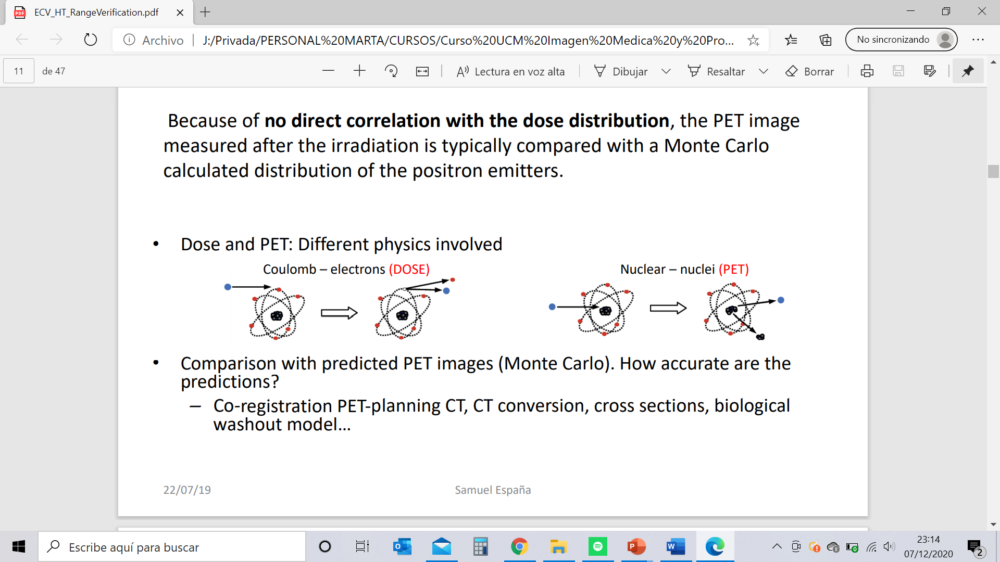 ECV_HT_RangeVerification.pdf
Archivo
J:/Privada/PERSONAL%20MARTA/CURSOS/Curso%20UCM%20Imagen%20Medica%20y%20Pro...
No sincronizando
11 de 47
Lectura en voz alta
Dibujar
Resaltar
Borrar
Because of no direct correlation with the dose distribution, the PET image
measured after the irradiation is typically compared with a Monte Carlo
calculated distribution of the positron emitters.
• Dose and PET: Different physics involved
Coulomb – electrons (DOSE)
Nuclear – nuclei (PET)
• Comparison with predicted PET images (Monte Carlo). How accurate are the
predictions?
– Co-registration PET-planning CT, CT conversion, cross sections, biological
washout model...
22/07/19
Samuel España
Escribe aquí para buscar
23:14
07/12/2020
2